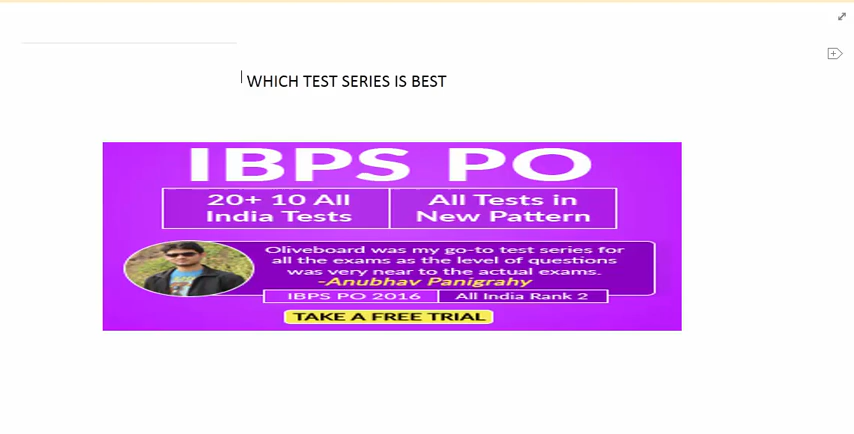 WHICH TEST SERIES IS BEST
IBPS PO
20+ 10 All
India Tests
All Tests in
New Pattern
Oliveboard was my go-to test series for
all the exams as the level of questions
was very near to the actual exams.
-Anubhav Panigrahy
IBPS PO 2016
All India Rank 2
TAKE A FREE TRIAL